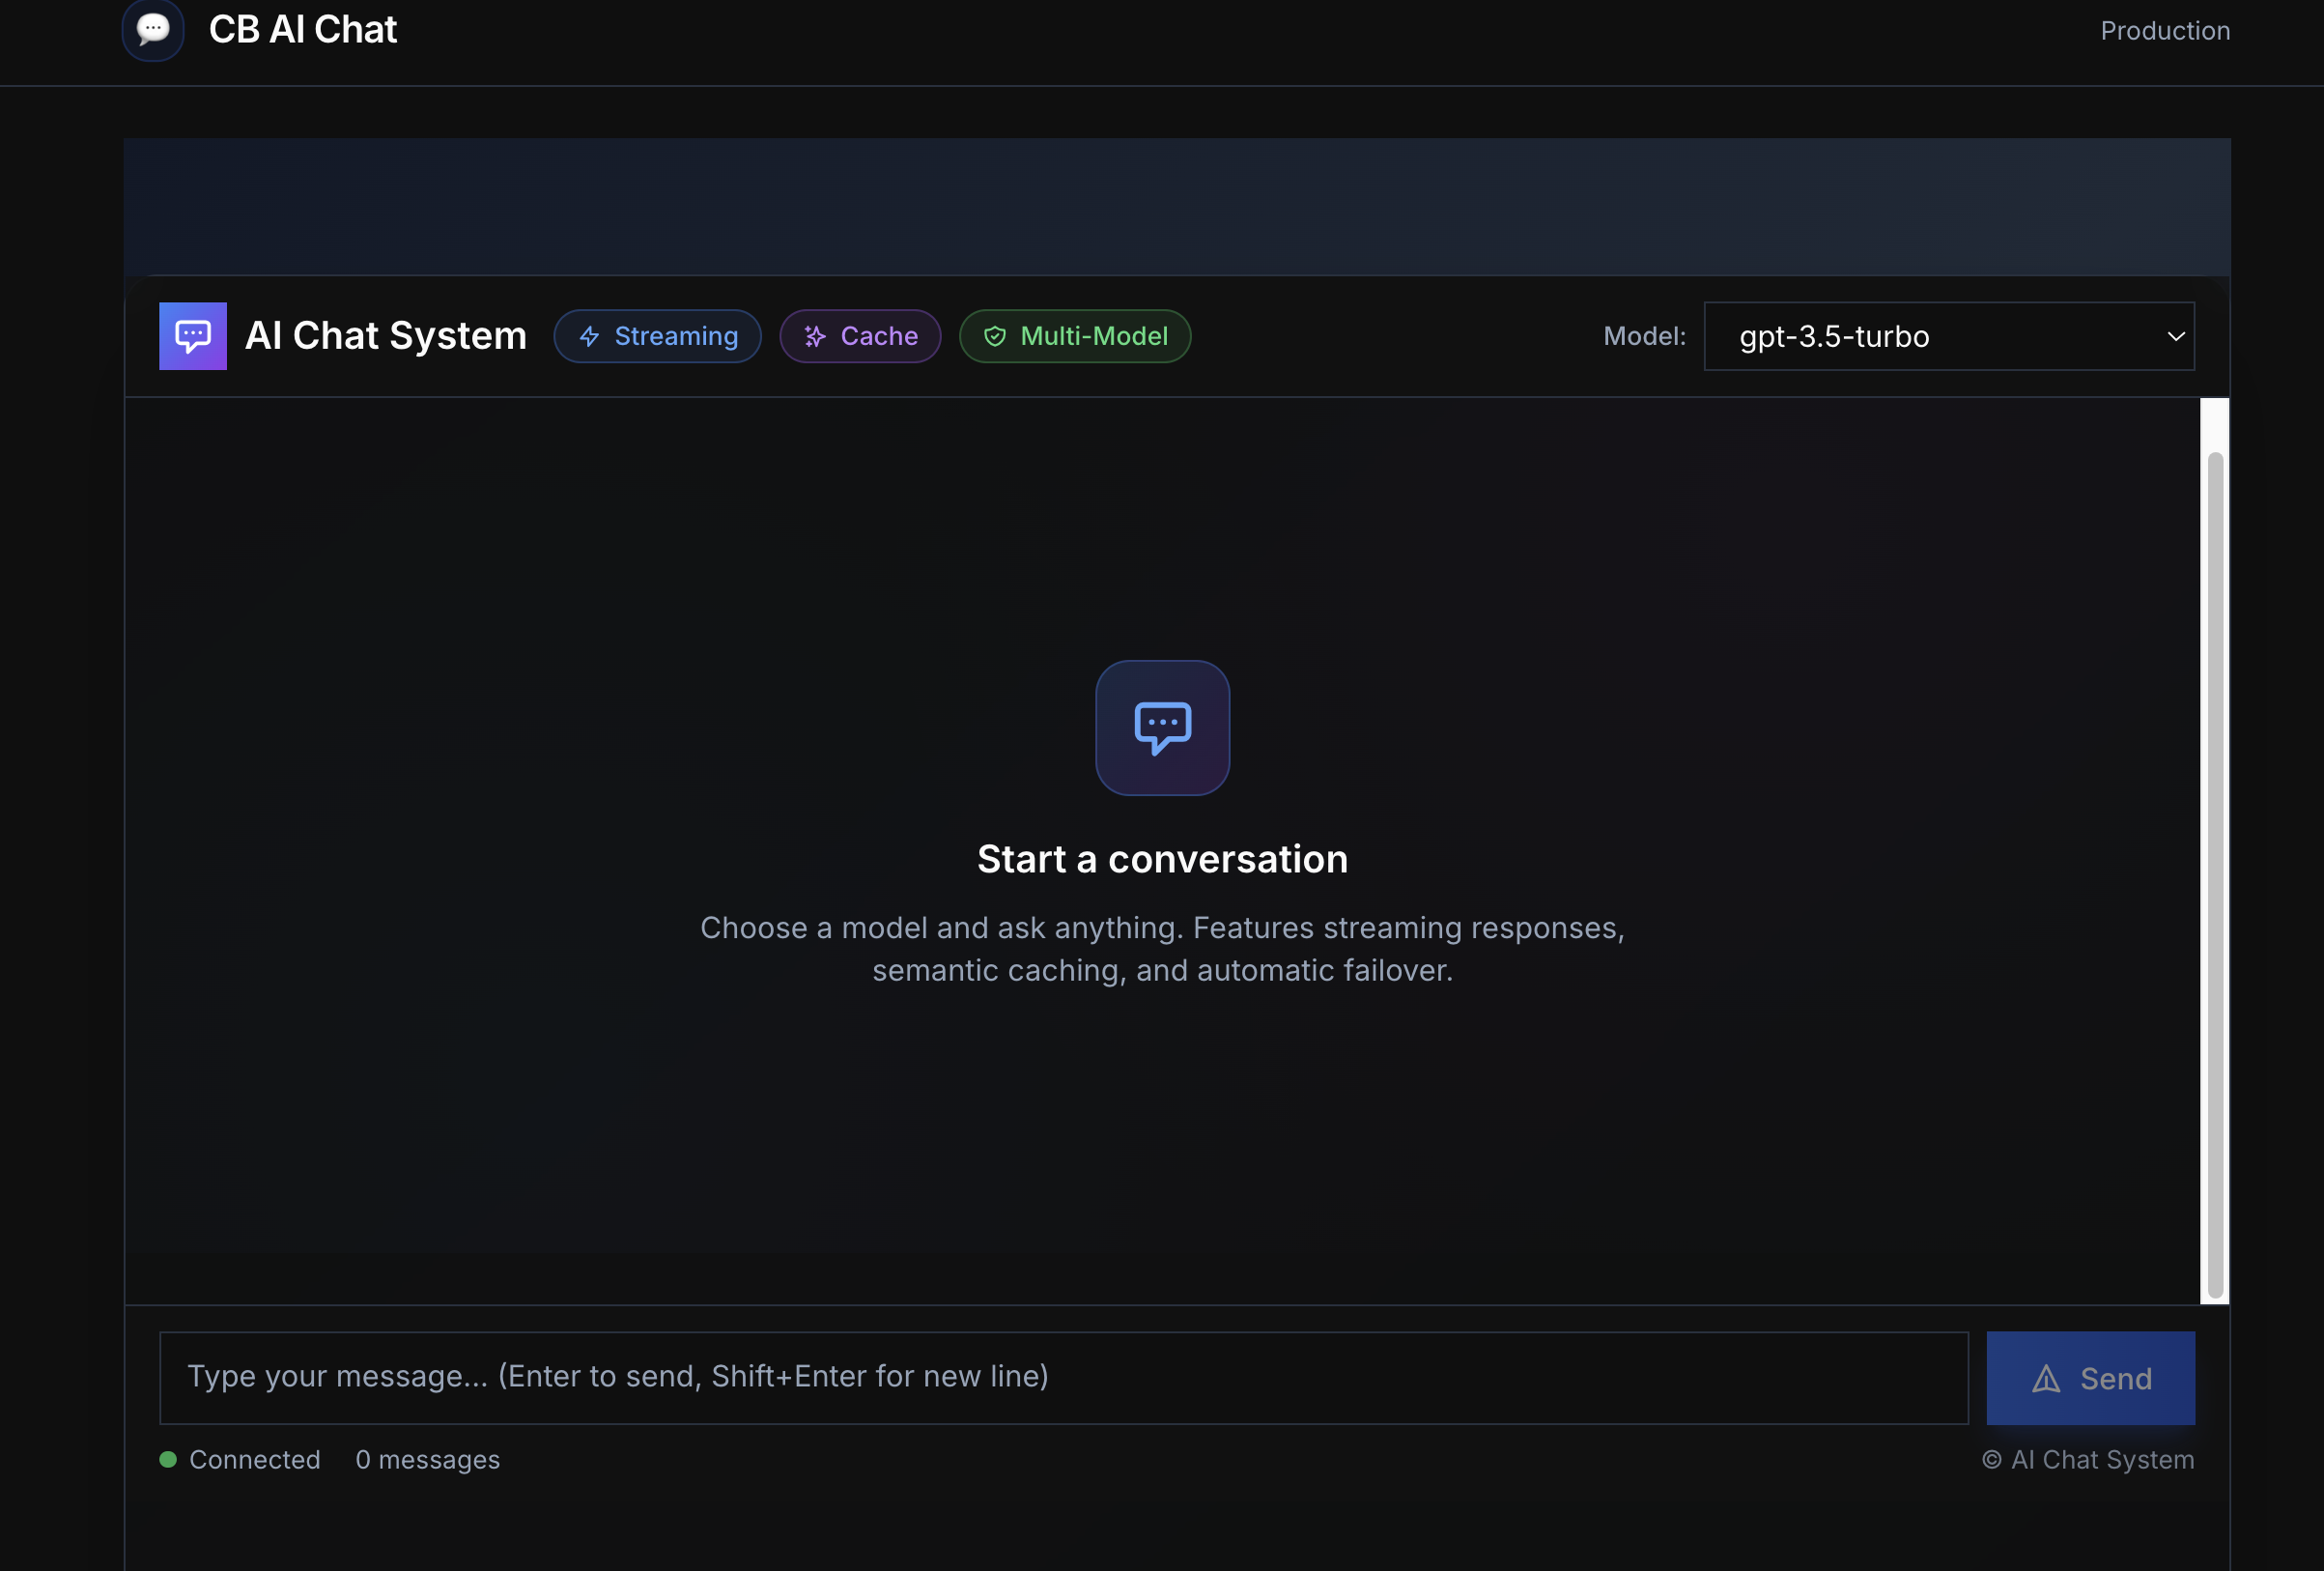 CB AI Chat
Production
AI Chat System
Streaming
Cache
Multi-Model
Model:
gpt-3.5-turbo
Start a conversation
Choose a model and ask anything. Features streaming responses,
semantic caching, and automatic failover.
Type your message... (Enter to send, Shift+Enter for new line)
Send
Connected
0 messages
© AI Chat System